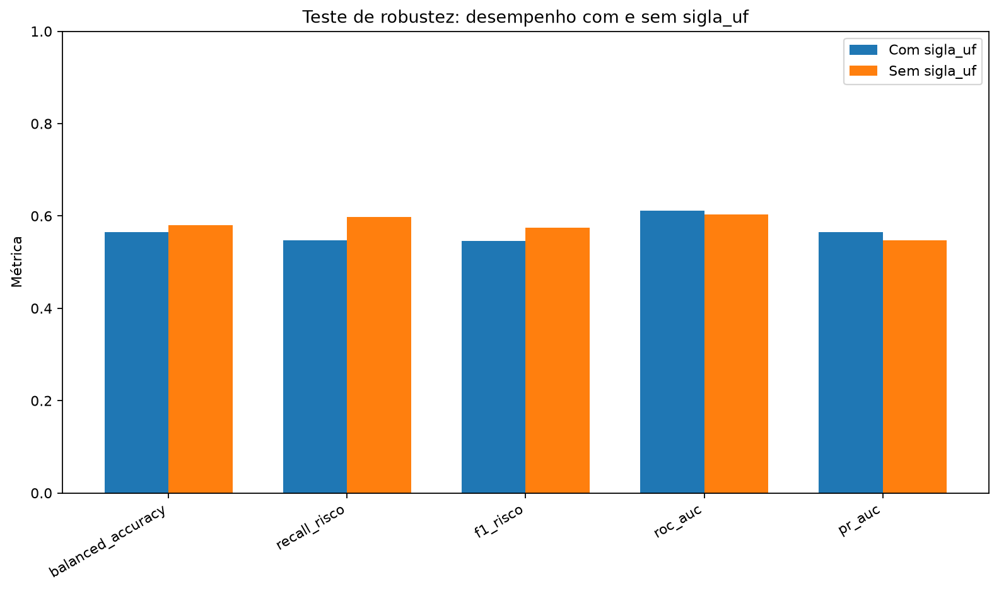 Teste de robustez: desempenho com e sem sigla_uf
Com sigla_uf
Sem sigla_uf
Métrica
1.0
0.8
0.6
0.4
0.2
0.0
balanced_accuracy
recall_risco
f1_risco
roc_auc
pr_auc